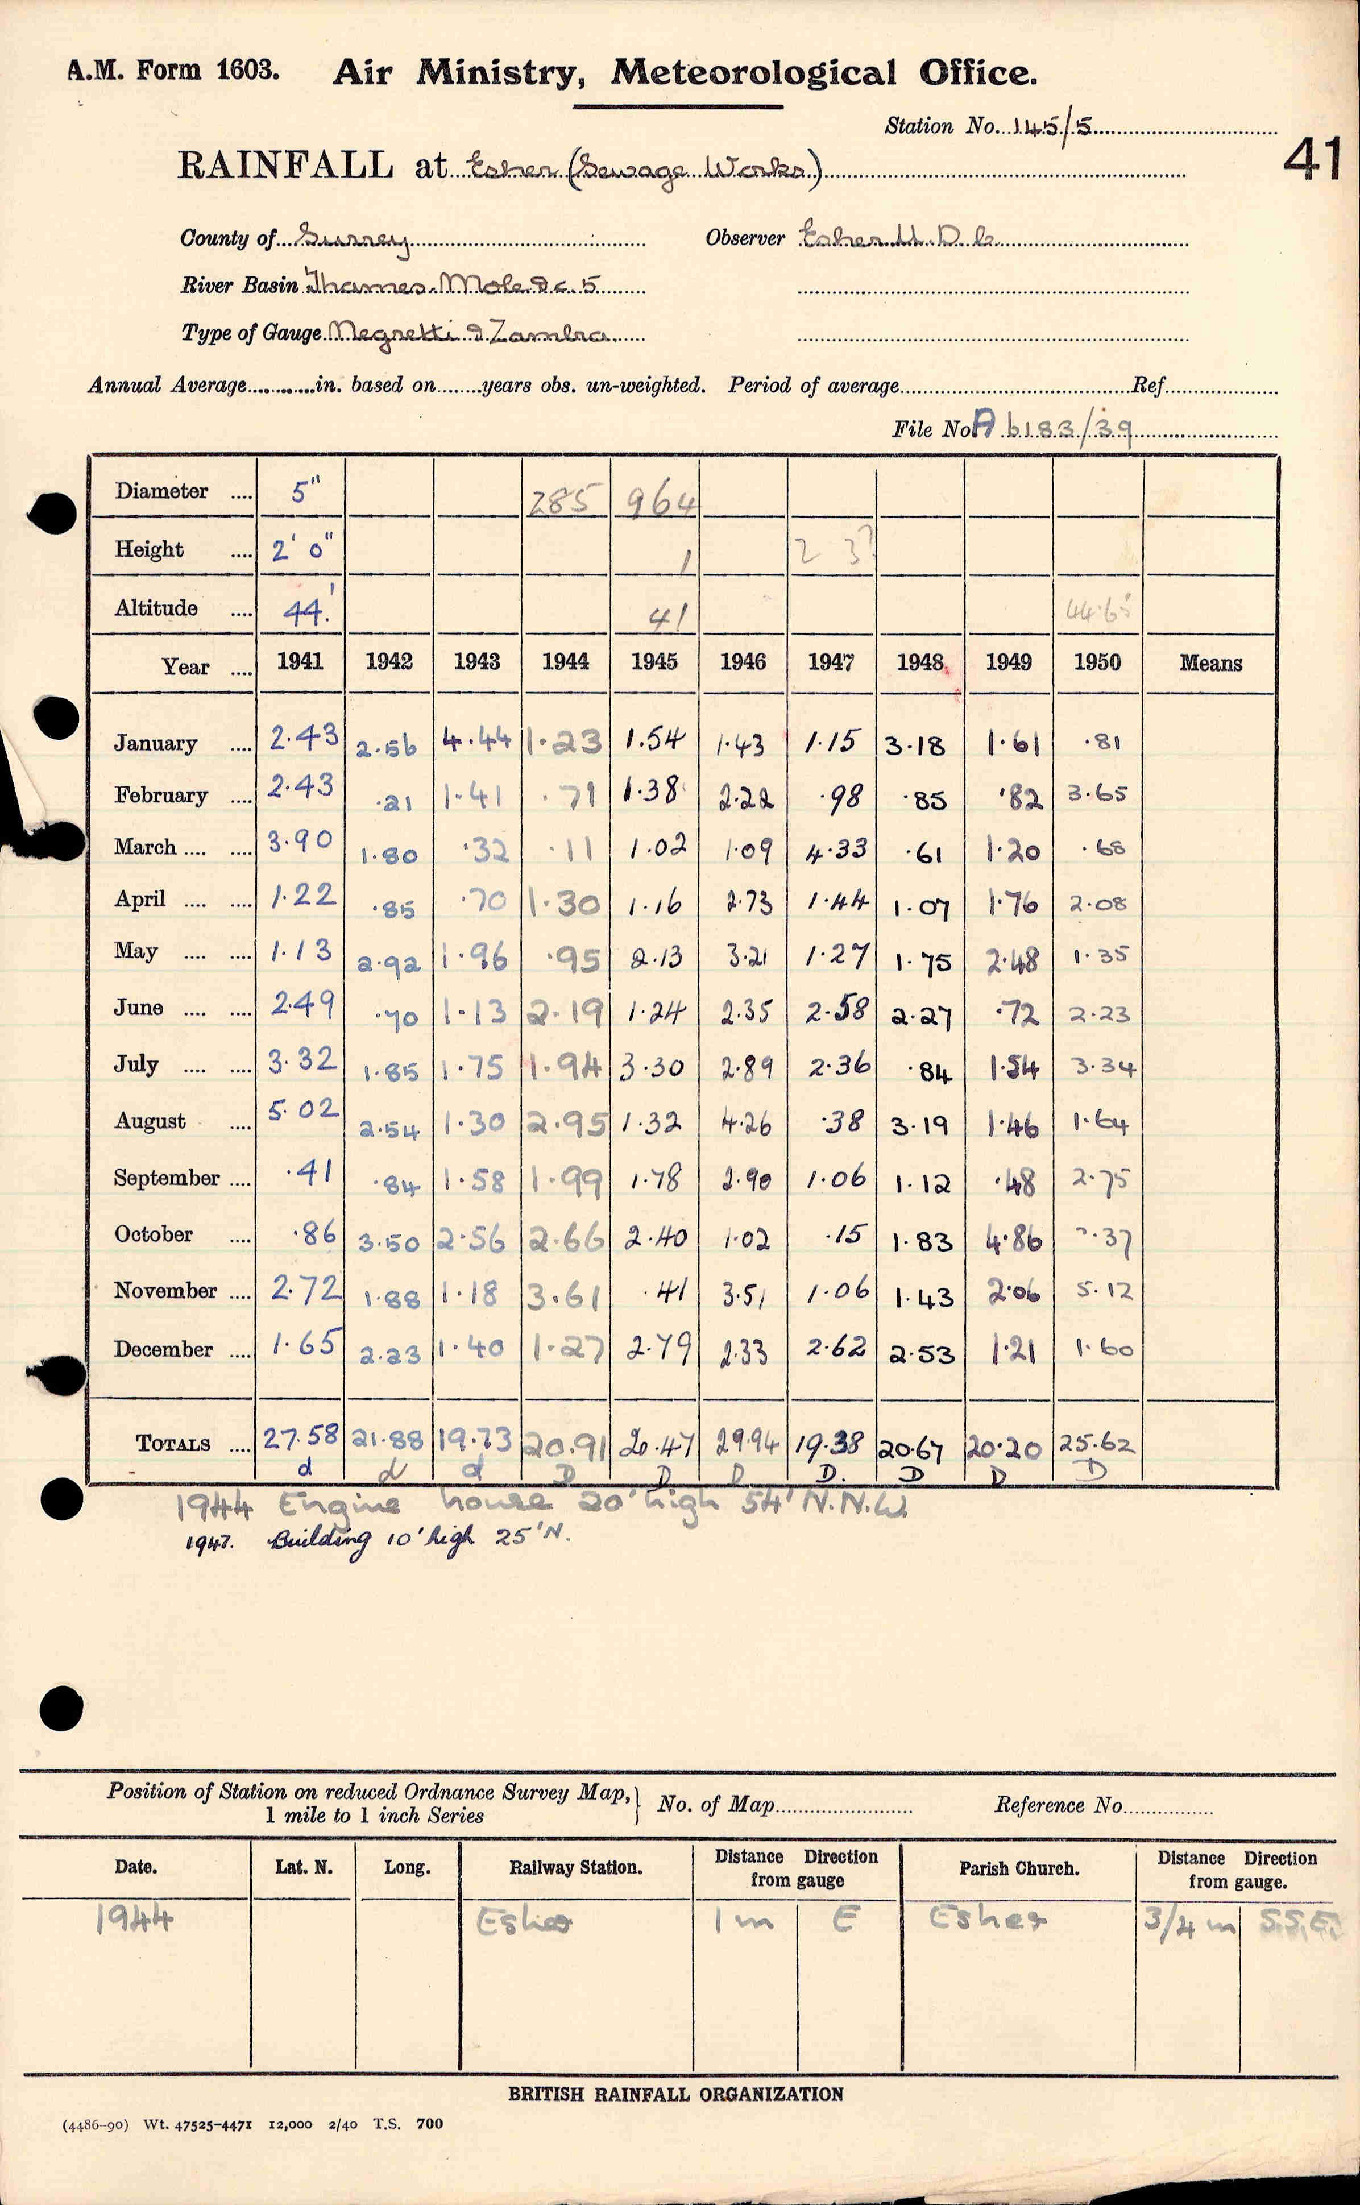 A.M. Form 1603. Air Ministry, Meteorological Office.
Station No. 145/5
41
RAINFALL at Esher (Sewage Works)
County of Surrey Observer Esher U.D.C.
River Basin Thames. Mole &c. 5
Type of Gauge Negretti & Zambra
Annual Average in. based on years obs. un-weighted. Period of average Ref.
File No. A 6183/39
Diameter .... 5" 285 964
Height .... 2' 0" 1 2 3?
Altitude .... 44.' 41
Year .... 1941 1942 1943 1944 1945 1946 1947 1948 1949 1950 Means
January .... 2.43 2.56 4.44 1.23 1.54 1.43 1.15 3.18 1.61 .81
February .... 2.43 .21 1.41 .71 1.38 2.22 .98 .85 .82 3.65
March .... .... 3.90 1.80 .32 .11 1.02 1.09 4.33 .61 1.20 .68
April .... .... 1.22 .85 .70 1.30 1.16 2.73 1.44 1.07 1.76 2.08
May .... .... 1.13 2.92 1.96 .95 2.13 3.21 1.27 1.75 2.48 1.35
June .... .... 2.49 .70 1.13 2.19 1.24 2.35 2.58 2.27 .72 2.23
July .... .... 3.32 1.85 1.75 1.94 3.30 2.89 2.36 .84 1.54 3.34
August .... 5.02 2.54 1.30 2.95 1.32 4.26 .38 3.19 1.46 1.64
September .... .41 .84 1.58 1.99 1.78 2.90 1.06 1.12 .48 2.75
October .... .86 3.50 2.56 2.66 2.40 1.02 .15 1.83 4.86 .37
November .... 2.72 1.88 1.18 3.61 .41 3.51 1.06 1.43 2.06 5.12
December .... 1.65 2.23 1.40 1.27 2.79 2.33 2.62 2.53 1.21 1.60
TOTALS .... 27.58 21.88 19.73 20.91 20.47 29.94 19.38 20.67 20.20 25.62
d d d D D D D. D D D
1944 Engine house 20' high 54' N.N.W.
1947. Building 10' high 25' N.
Position of Station on reduced Ordnance Survey Map, } No. of Map Reference No.
1 mile to 1 inch Series
Date. Lat. N. Long. Railway Station. Distance Direction from gauge Parish Church. Distance Direction from gauge.
1944 Esher 1 m E Esher 3/4 m S.S.E.
BRITISH RAINFALL ORGANIZATION
(4486-90) Wt. 47525-4471 12,000 2/40 T.S. 700